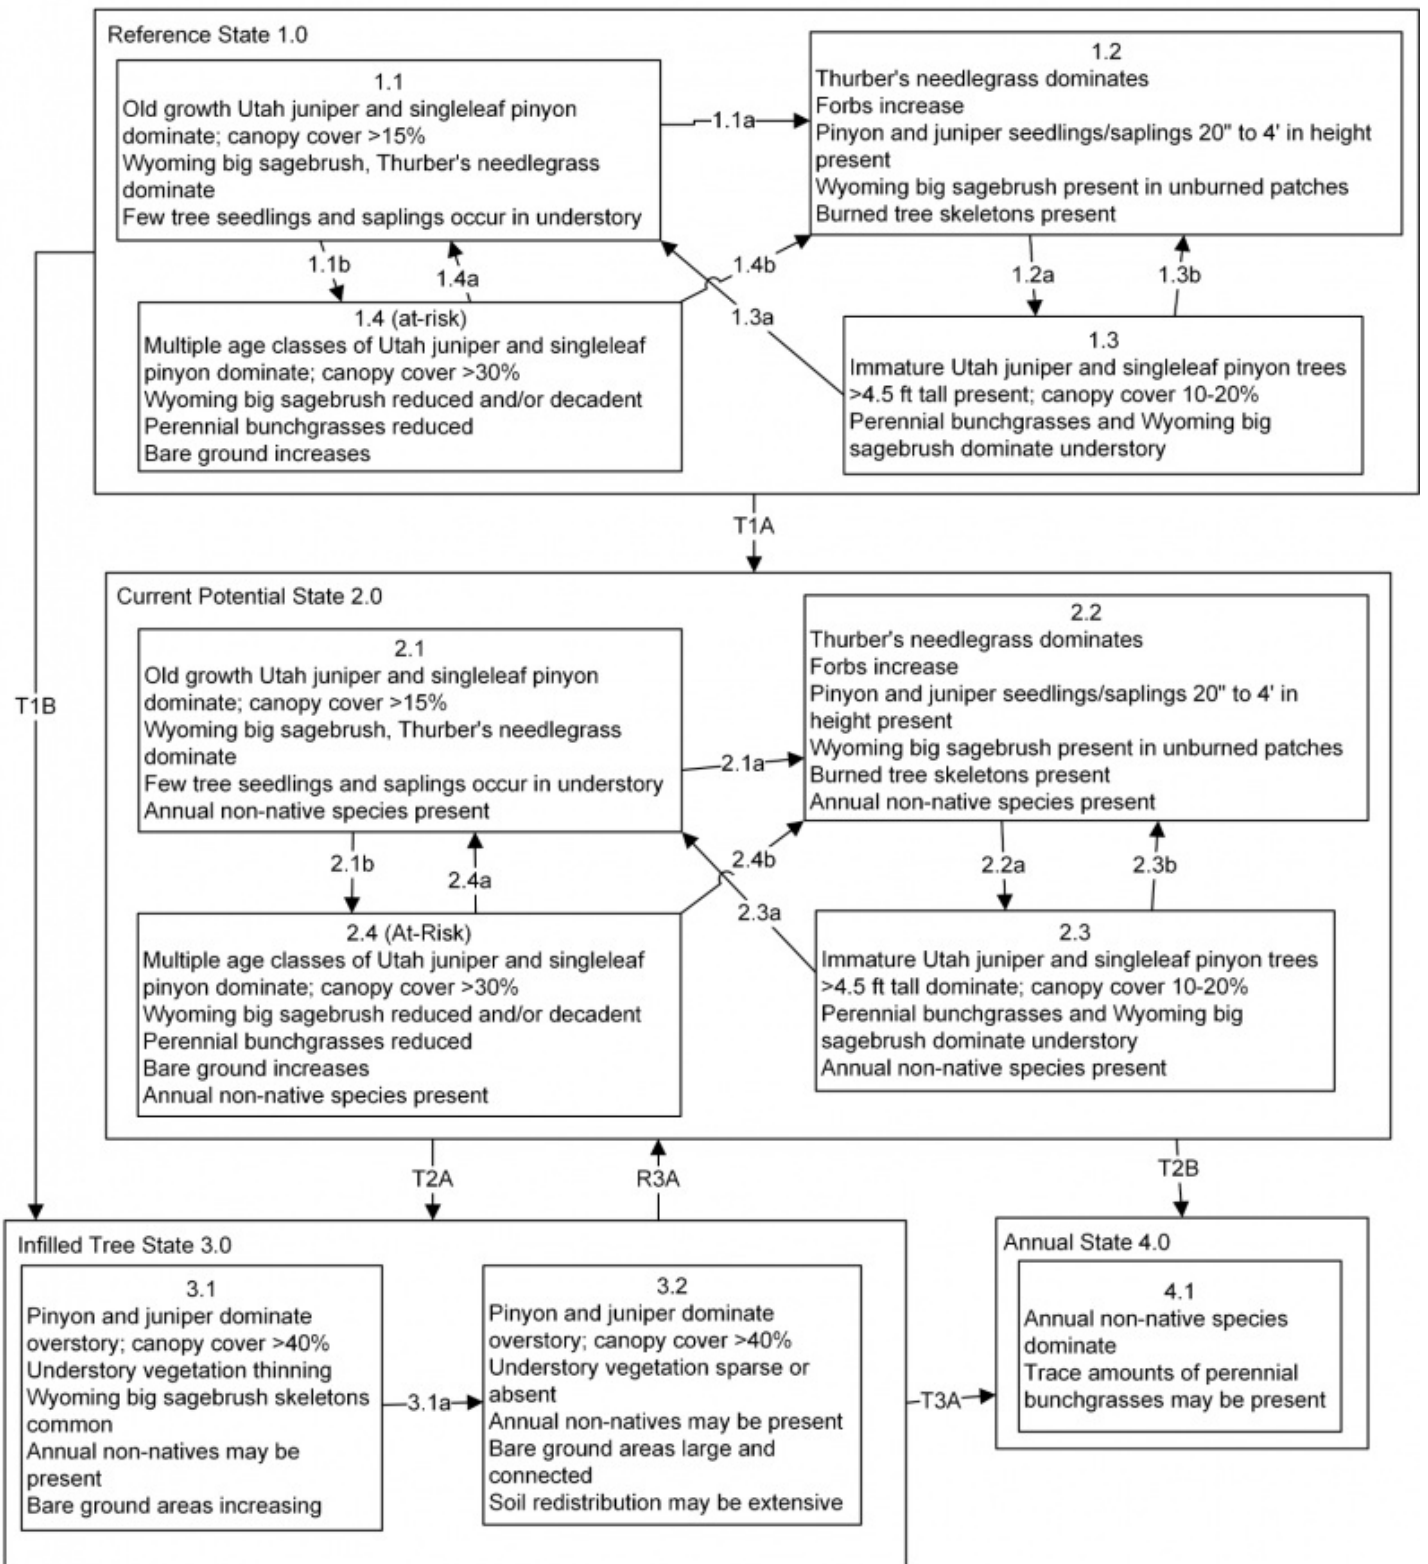 Reference State 1.0
1.1
Old growth Utah juniper and singleleaf pinyon
dominate; canopy cover >15%
Wyoming big sagebrush, Thurber's needlegrass
dominate
Few tree seedlings and saplings occur in understory
1.1a
1.2
Thurber's needlegrass dominates
Forbs increase
Pinyon and juniper seedlings/saplings 20" to 4' in height
present
Wyoming big sagebrush present in unburned patches
Burned tree skeletons present
1.1b
1.4a
1.4b
1.3a
1.2a
1.3b
1.4 (at-risk)
Multiple age classes of Utah juniper and singleleaf
pinyon dominate; canopy cover >30%
Wyoming big sagebrush reduced and/or decadent
Perennial bunchgrasses reduced
Bare ground increases
1.3
Immature Utah juniper and singleleaf pinyon trees
>4.5 ft tall present; canopy cover 10-20%
Perennial bunchgrasses and Wyoming big
sagebrush dominate understory
T1A
T1B
Current Potential State 2.0
2.1
Old growth Utah juniper and singleleaf pinyon
dominate; canopy cover >15%
Wyoming big sagebrush, Thurber's needlegrass
dominate
Few tree seedlings and saplings occur in understory
Annual non-native species present
2.1a
2.2
Thurber's needlegrass dominates
Forbs increase
Pinyon and juniper seedlings/saplings 20" to 4' in
height present
Wyoming big sagebrush present in unburned patches
Burned tree skeletons present
Annual non-native species present
2.1b
2.4a
2.4b
2.3a
2.2a
2.3b
2.4 (At-Risk)
Multiple age classes of Utah juniper and singleleaf
pinyon dominate; canopy cover >30%
Wyoming big sagebrush reduced and/or decadent
Perennial bunchgrasses reduced
Bare ground increases
Annual non-native species present
2.3
Immature Utah juniper and singleleaf pinyon trees
>4.5 ft tall dominate; canopy cover 10-20%
Perennial bunchgrasses and Wyoming big
sagebrush dominate understory
Annual non-native species present
T2A
R3A
T2B
Infilled Tree State 3.0
3.1
Pinyon and juniper dominate
overstory; canopy cover >40%
Understory vegetation thinning
Wyoming big sagebrush skeletons
common
Annual non-natives may be
present
Bare ground areas increasing
3.1a
3.2
Pinyon and juniper dominate
overstory; canopy cover >40%
Understory vegetation sparse or
absent
Annual non-natives may be present
Bare ground areas large and
connected
Soil redistribution may be extensive
T3A
Annual State 4.0
4.1
Annual non-native species
dominate
Trace amounts of perennial
bunchgrasses may be present